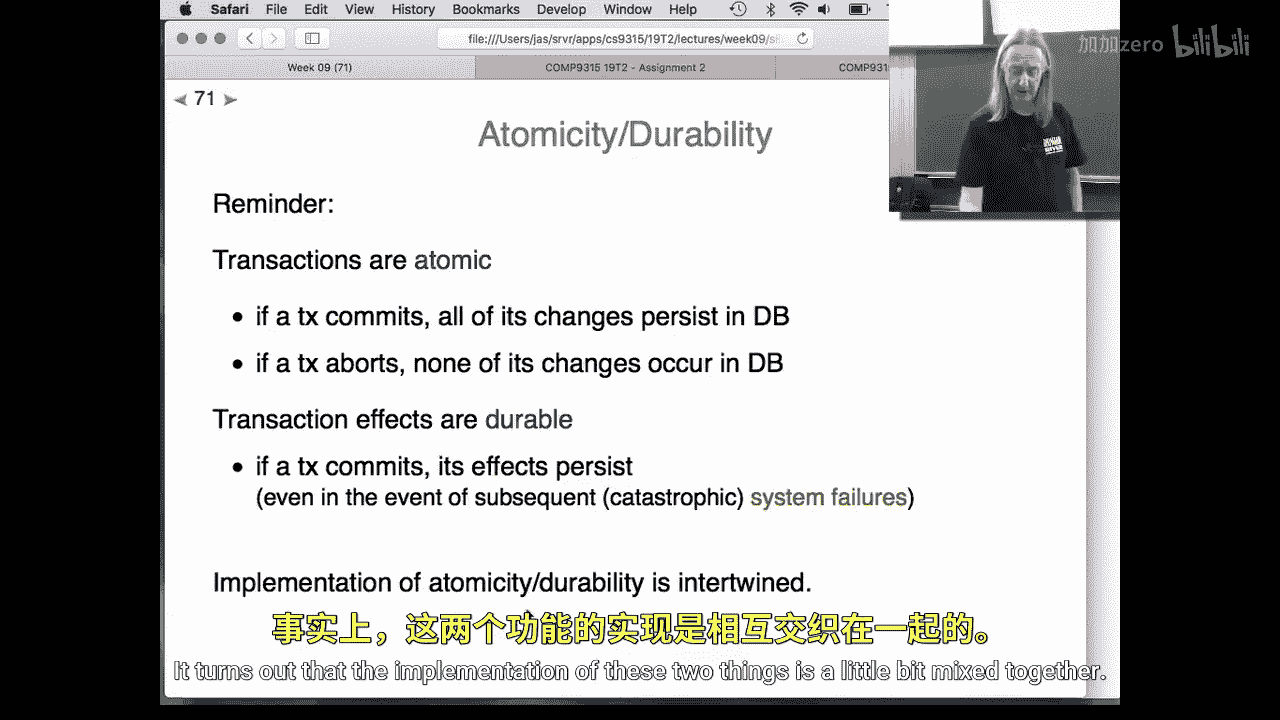 Safari File Edit View History Bookmarks Develop Window Help
file:///Users/jas/srvr/apps/cs9315/19T2/lectures/week09/
Week 09 (71) COMP9315 19T2 - Assignment 2 COMP931
加加zero bilibili
71
Atomicity/Durability
Reminder:
Transactions are atomic
• if a tx commits, all of its changes persist in DB
• if a tx aborts, none of its changes occur in DB
Transaction effects are durable
• if a tx commits, its effects persist
(even in the event of subsequent (catastrophic) system failures)
Implementation of atomicity/durability is intertwined.
事实上，这两个功能的实现是相互交织在一起的。
It turns out that the implementation of these two things is a little bit mixed together.